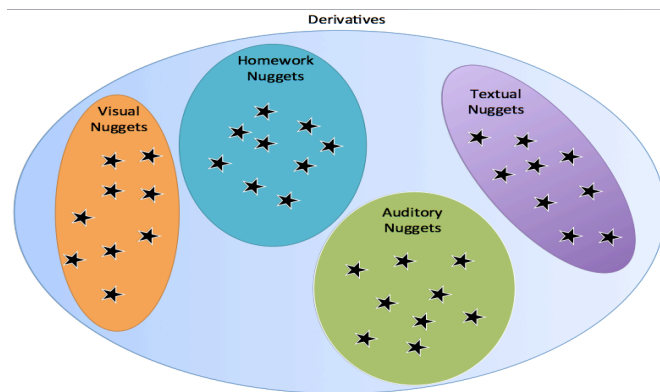 Derivatives
Homework
Nuggets
Visual
Nuggets
Textual
Nuggets
Auditory
Nuggets